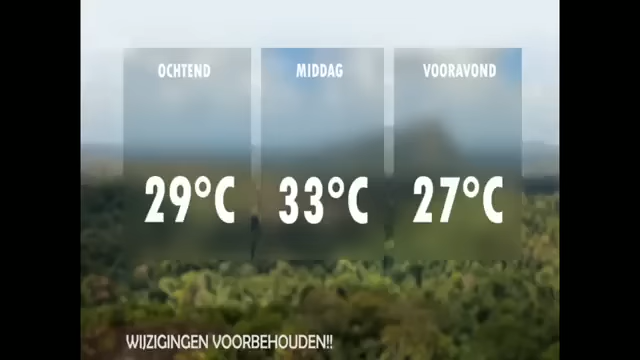 OCHTEND
MIDDAG
VOORAVOND
29°C
33°C
27°C
WIJZIGINGEN VOORBEHOUDEN!!